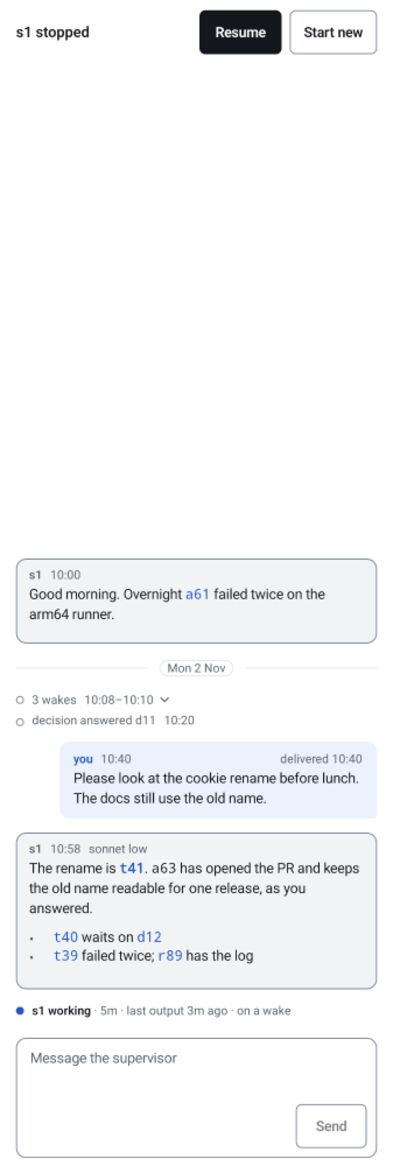 s1 stopped
Resume
Start new
s1 10:00
Good morning. Overnight a61 failed twice on the
arm64 runner.
Mon 2 Nov
3 wakes 10:08–10:10
decision answered d11 10:20
you 10:40 delivered 10:40
Please look at the cookie rename before lunch.
The docs still use the old name.
s1 10:58 sonnet low
The rename is t41. a63 has opened the PR and keeps
the old name readable for one release, as you
answered.
• t40 waits on d12
• t39 failed twice; r89 has the log
s1 working · 5m · last output 3m ago · on a wake
Message the supervisor
Send